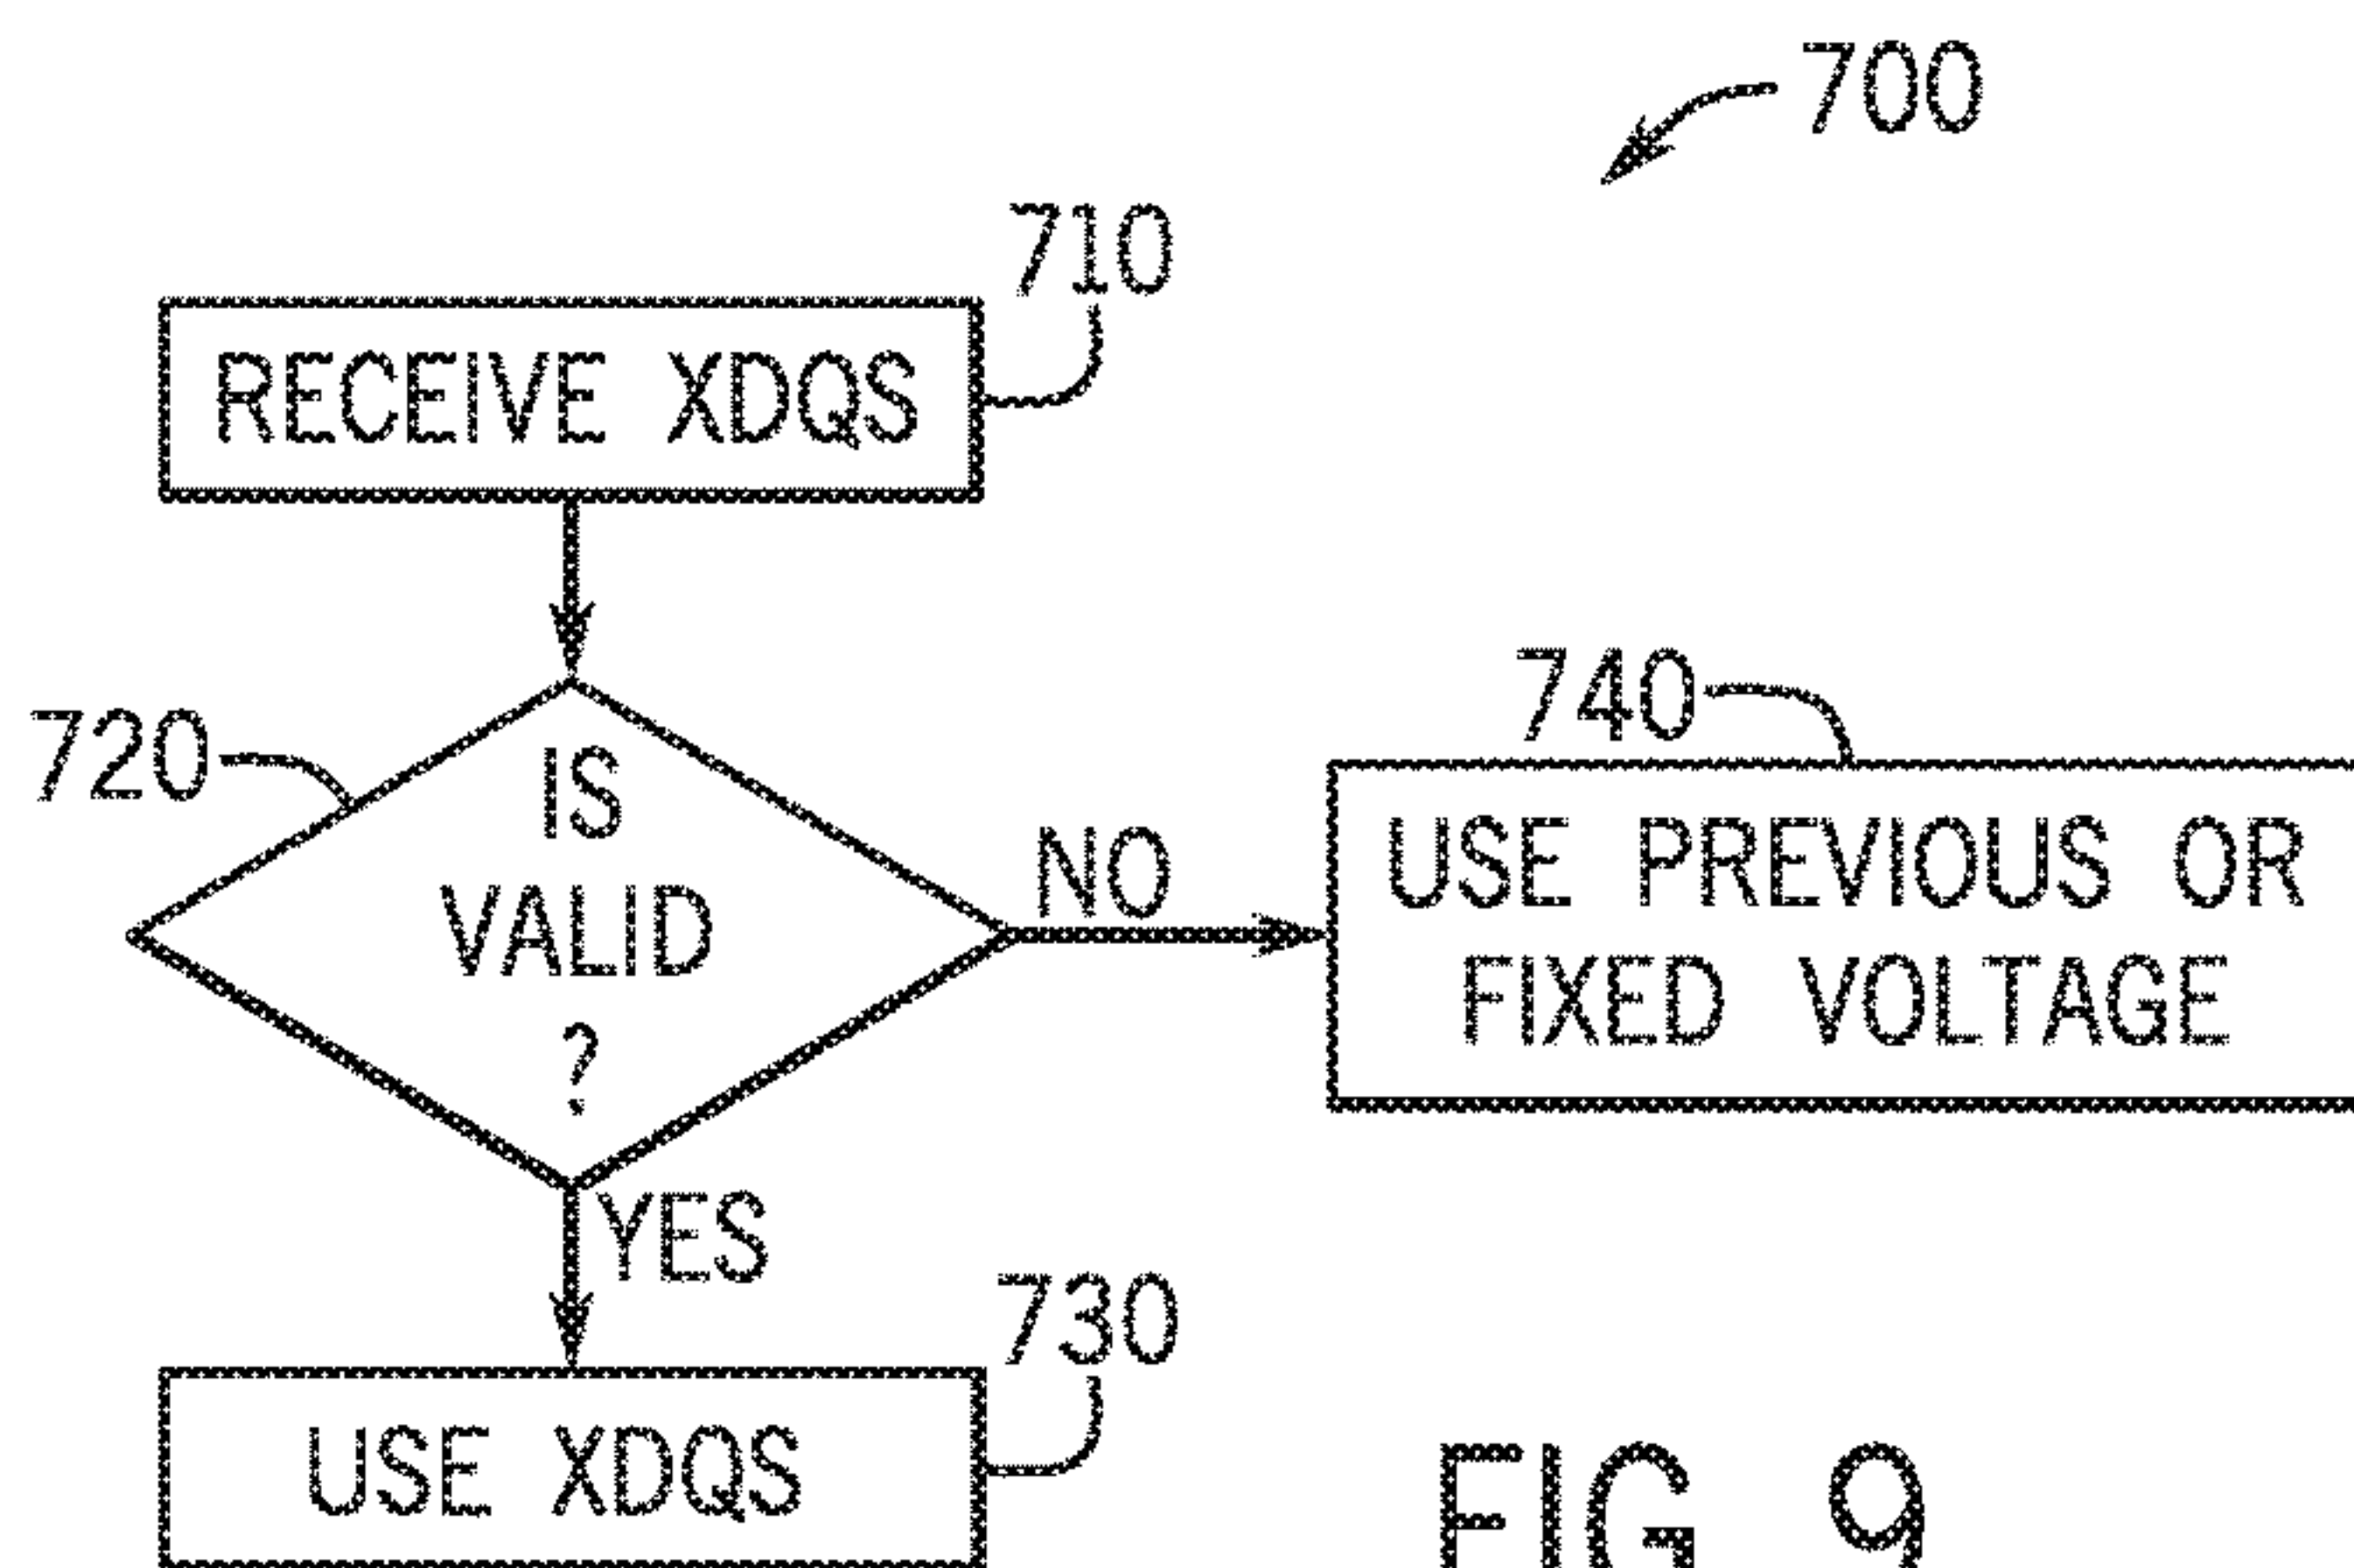 700
710
RECEIVE XDQS
720
IS
VALID
?
NO
740
USE PREVIOUS OR
FIXED VOLTAGE
YES
730
USE XDQS
FIG 9